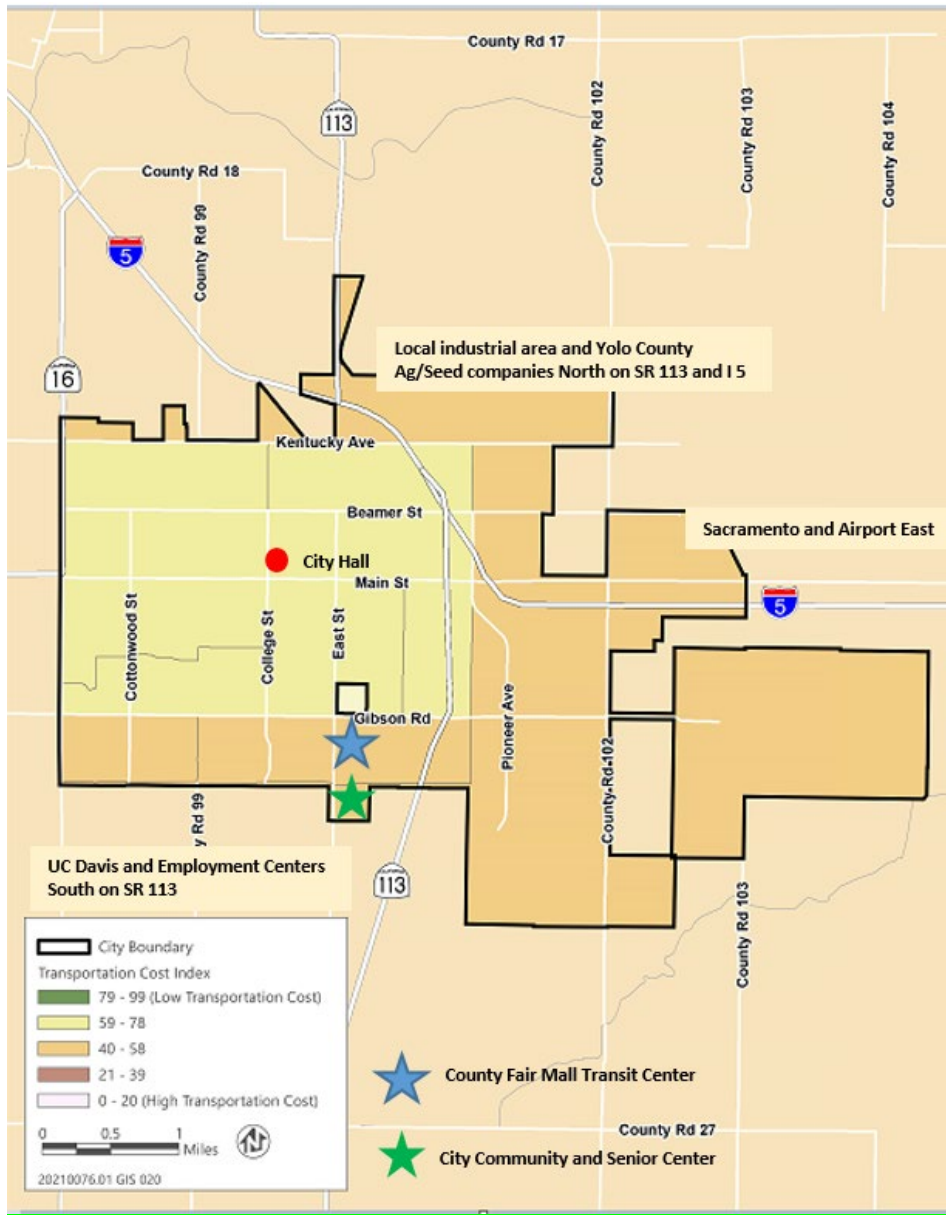 County Rd 17
113
County Rd 102
County Rd 103
County Rd 104
County Rd 18
County Rd 99
5
16
Local industrial area and Yolo County
Ag/Seed companies North on SR 113 and I 5
Kentucky Ave
Beamer St
Sacramento and Airport East
City Hall
Main St
5
Cottonwood St
College St
East St
Gibson Rd
Pioneer Ave
County Rd 102
ty Rd 99
UC Davis and Employment Centers
South on SR 113
113
County Rd 103
City Boundary
Transportation Cost Index
79 - 99 (Low Transportation Cost)
59 - 78
40 - 58
21 - 39
0 - 20 (High Transportation Cost)
0 0.5 1
Miles
N
20210076.01 GIS 020
County Fair Mall Transit Center
County Rd 27
City Community and Senior Center